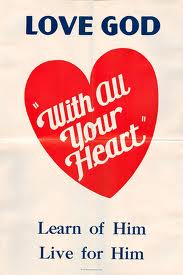 LOVE GOD
"With All
Your
Heart"
Learn of Him
Live for Him